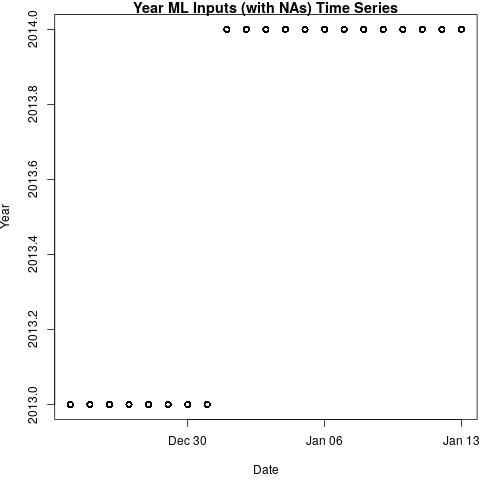 Year ML Inputs (with NAs) Time Series
2014.0
2013.8
2013.6
2013.4
2013.2
2013.0
Year
Dec 30 Jan 06 Jan 13
Date